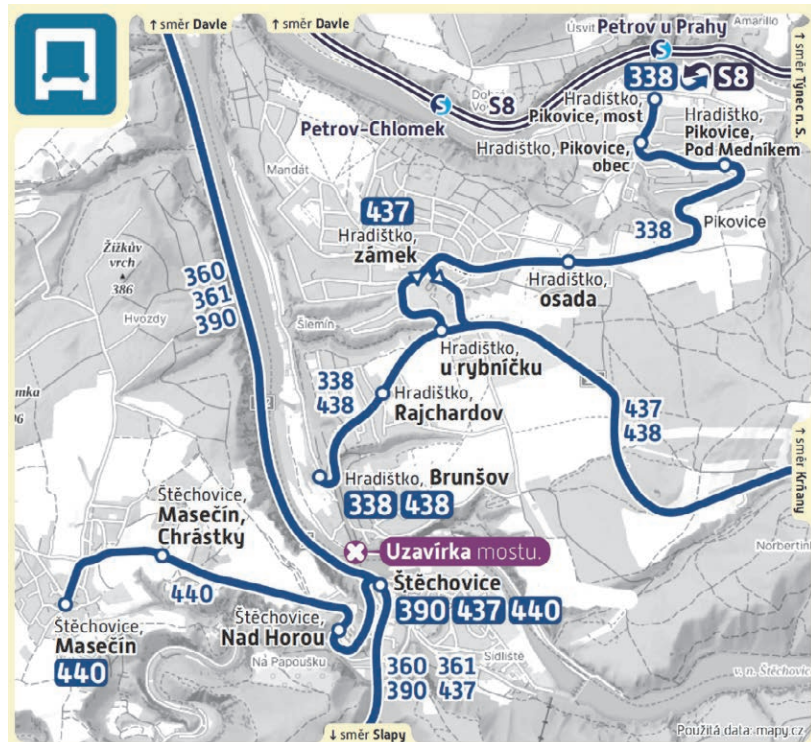 ↑ směr Davle
↑ směr Davle
Úsvit
Petrov u Prahy
Amarillo
↑ směr Týnec n. S.
S
338
S8
S
S8
Petrov-Chlomek
Hradištko,
Pikovice, most
Hradištko, Pikovice,
obec
Hradištko,
Pikovice,
Pod Medníkem
Mandát
437
Hradištko,
zámek
338
Pikovice
Žižkův
vrch
386
360
361
390
Hradištko,
osada
Hvozdy
Šlemín
Hradištko,
u rybníčku
338
438
Hradištko,
Rajchardov
437
438
↑ směr Krňany
Hradištko, Brunšov
338 438
Štěchovice,
Masečín,
Chrástky
Uzavírka mostu.
Norbertin
440
Štěchovice
390 437 440
Štěchovice,
Nad Horou
Štěchovice,
Masečín
440
Na Papoušku
Sídliště
360 361
390 437
v. n. Štěchovic
↓ směr Slapy
Použitá data: mapy.cz